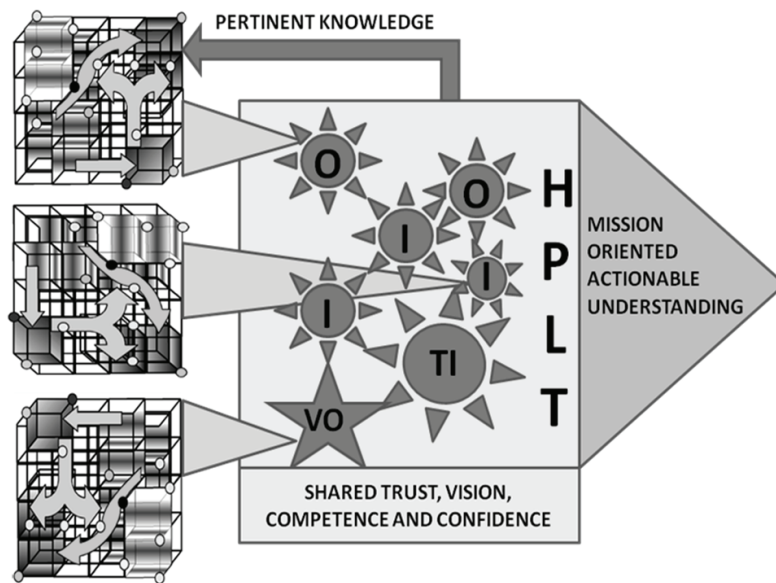 PERTINENT KNOWLEDGE
O
O
I
I
I
TI
VO
H
P
L
T
MISSION
ORIENTED
ACTIONABLE
UNDERSTANDING
SHARED TRUST, VISION,
COMPETENCE AND CONFIDENCE